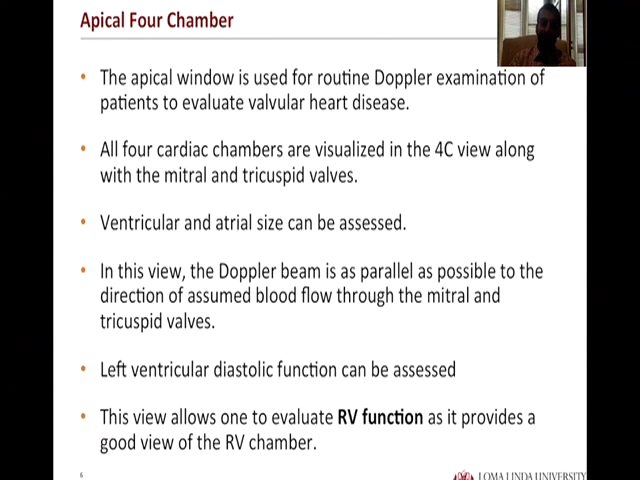 Apical Four Chamber
• The apical window is used for routine Doppler examination of
patients to evaluate valvular heart disease.
• All four cardiac chambers are visualized in the 4C view along
with the mitral and tricuspid valves.
• Ventricular and atrial size can be assessed.
• In this view, the Doppler beam is as parallel as possible to the
direction of assumed blood flow through the mitral and
tricuspid valves.
• Left ventricular diastolic function can be assessed
• This view allows one to evaluate RV function as it provides a
good view of the RV chamber.
6
LOMA LINDA UNIVERSITY